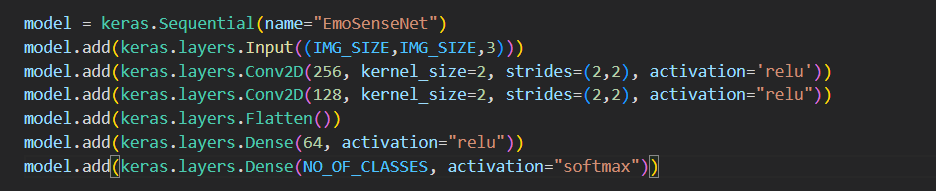 model = keras.Sequential(name="EmoSenseNet")
model.add(keras.layers.Input((IMG_SIZE,IMG_SIZE,3)))
model.add(keras.layers.Conv2D(256, kernel_size=2, strides=(2,2), activation='relu'))
model.add(keras.layers.Conv2D(128, kernel_size=2, strides=(2,2), activation="relu"))
model.add(keras.layers.Flatten())
model.add(keras.layers.Dense(64, activation="relu"))
model.add(keras.layers.Dense(NO_OF_CLASSES, activation="softmax"))